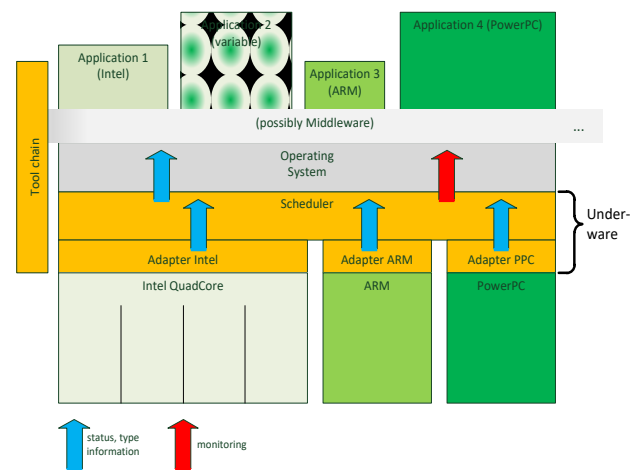 Application 1
(Intel)
Application 2
(variable)
Application 3
(ARM)
Application 4 (PowerPC)
(possibly Middleware)
...
Tool chain
Operating
System
Scheduler
Under-
ware
Adapter Intel
Adapter ARM
Adapter PPC
Intel QuadCore
ARM
PowerPC
status, type
information
monitoring